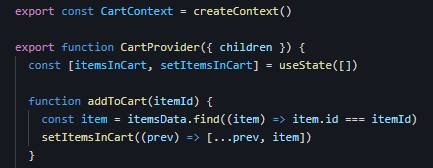 export const CartContext = createContext()
export function CartProvider({ children }) {
const [itemsInCart, setItemsInCart] = useState([])
function addToCart(itemId) {
const item = itemsData.find((item) => item.id === itemId)
setItemsInCart((prev) => [...prev, item])
}